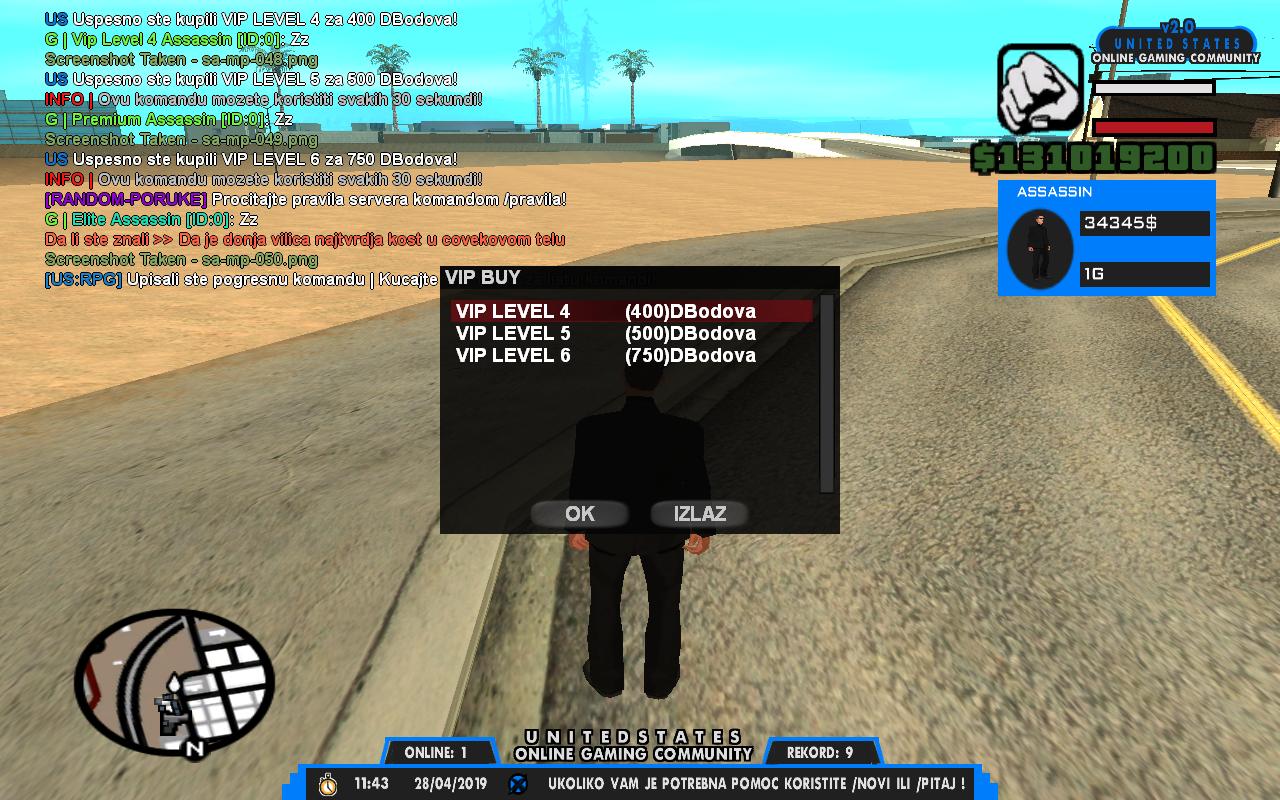 US Uspesno ste kupili VIP LEVEL 4 za 400 DBodova!
G | Vip Level 4 Assassin [ID:0]: Zz
Screenshot Taken - sa-mp-048.png
US Uspesno ste kupili VIP LEVEL 5 za 500 DBodova!
INFO | Ovu komandu mozete koristiti svakih 30 sekundi!
G | Premium Assassin [ID:0]: Zz
Screenshot Taken - sa-mp-049.png
US Uspesno ste kupili VIP LEVEL 6 za 750 DBodova!
INFO | Ovu komandu mozete koristiti svakih 30 sekundi!
[RANDOM-PORUKE] Procitajte pravila servera komandom /pravila!
G | Elite Assassin [ID:0]: Zz
Da li ste znali >> Da je donja vilica najtvrdja kost u covekovom telu
Screenshot Taken - sa-mp-050.png
[US:RPG] Upisali ste pogresnu komandu | Kucajte
v2.0
UNITED STATES
ONLINE GAMING COMMUNITY
$131019200
ASSASSIN
34345$
1G
VIP BUY
VIP LEVEL 4 (400)DBodova
VIP LEVEL 5 (500)DBodova
VIP LEVEL 6 (750)DBodova
OK IZLAZ
N
UNITEDSTATES
ONLINE GAMING COMMUNITY
ONLINE: 1
REKORD: 9
11:43 28/04/2019 UKOLIKO VAM JE POTREBNA POMOC KORISTITE /NOVI ILI /PITAJ !